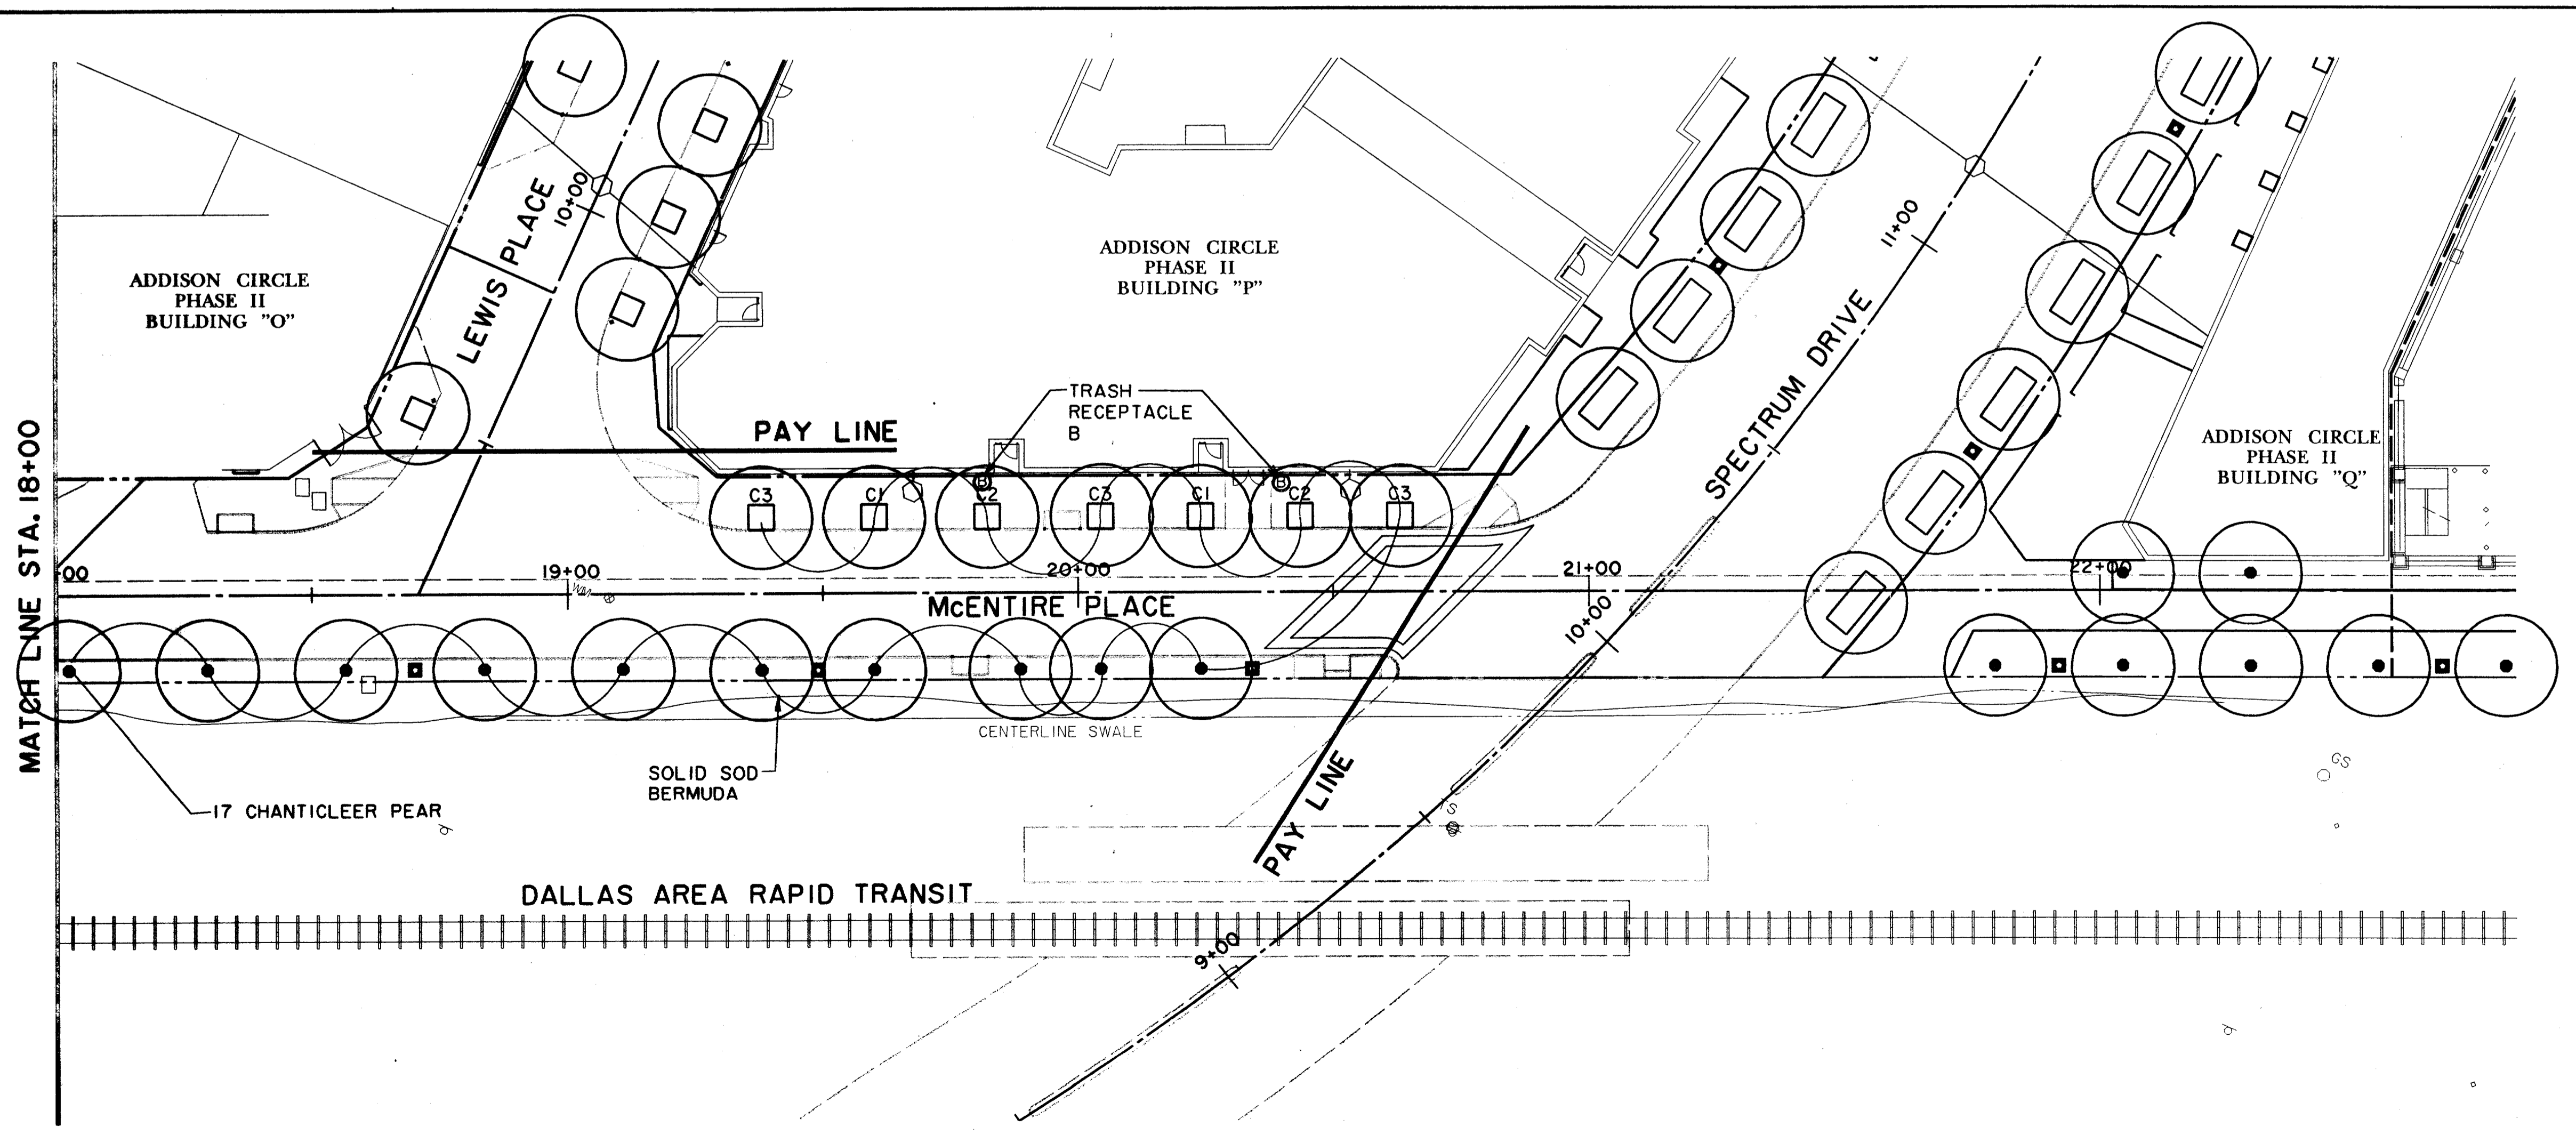 MATCH LINE STA. 18+00
ADDISON CIRCLE
PHASE II
BUILDING "O"
LEWIS PLACE
10+00
ADDISON CIRCLE
PHASE II
BUILDING "P"
TRASH
RECEPTACLE
B
PAY LINE
SPECTRUM DRIVE
11+00
ADDISON CIRCLE
PHASE II
BUILDING "Q"
B
B
C3
C1
C2
C3
C1
C2
C3
+00
19+00
20+00
21+00
22+00
WM
McENTIRE PLACE
10+00
CENTERLINE SWALE
SOLID SOD
BERMUDA
17 CHANTICLEER PEAR
PAY LINE
S
GS
DALLAS AREA RAPID TRANSIT
9+00